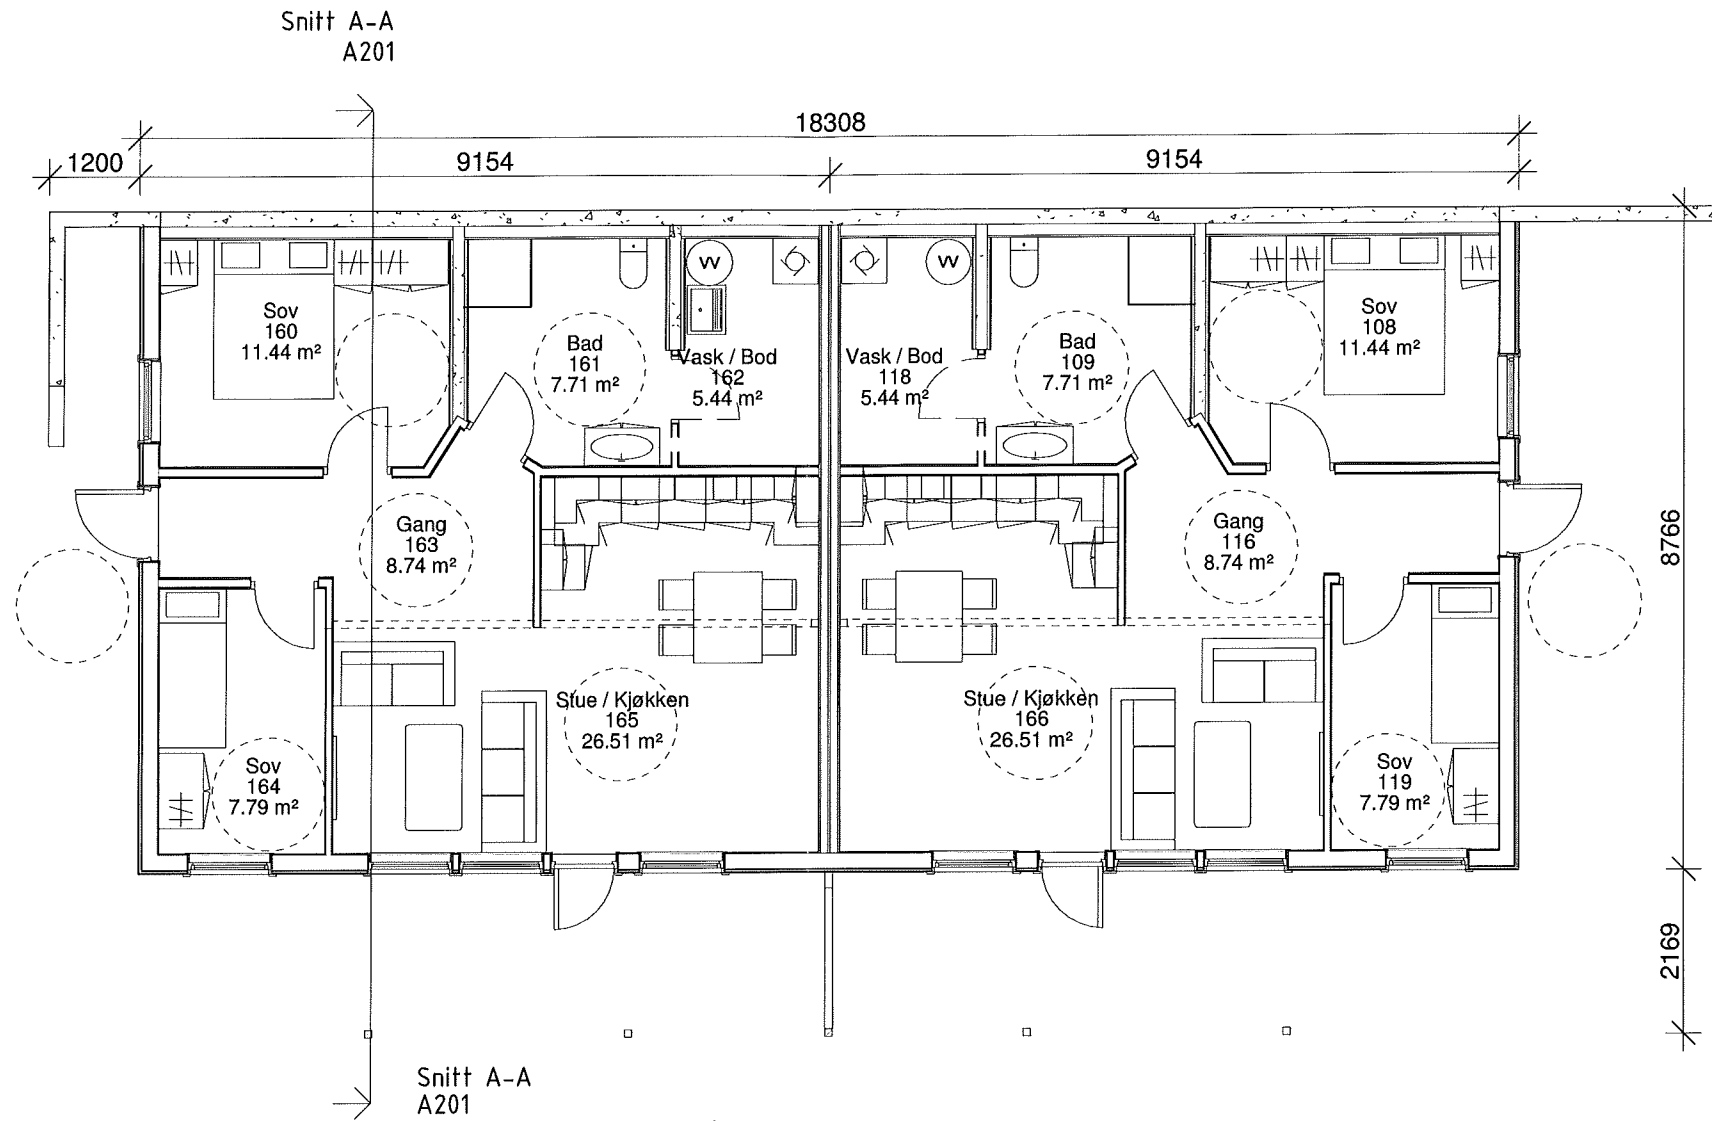 Snitt A-A
A201
18308
1200
9154
9154
W
W
Sov
160
11.44 m²
Bad
161
7.71 m²
Vask / Bod
162
5.44 m²
Vask / Bod
118
5.44 m²
Bad
109
7.71 m²
Sov
108
11.44 m²
Gang
163
8.74 m²
Gang
116
8.74 m²
8766
Stue / Kjøkken
165
26.51 m²
Stue / Kjøkken
166
26.51 m²
Sov
164
7.79 m²
Sov
119
7.79 m²
2169
Snitt A-A
A201